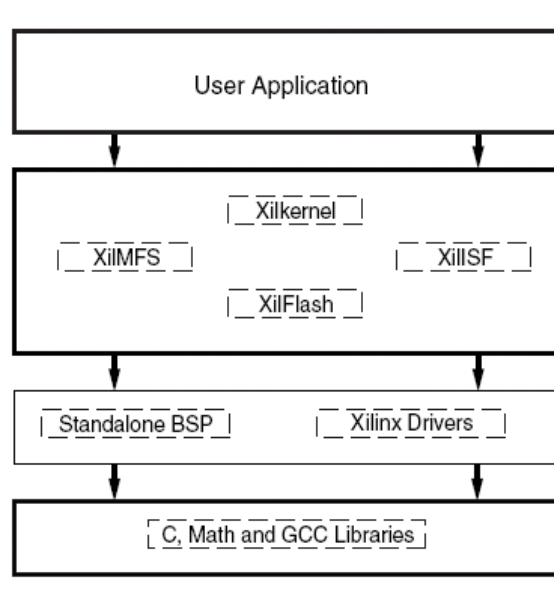 User Application
Xilkernel
XilMFS
XilISF
XilFlash
Standalone BSP
Xilinx Drivers
C, Math and GCC Libraries